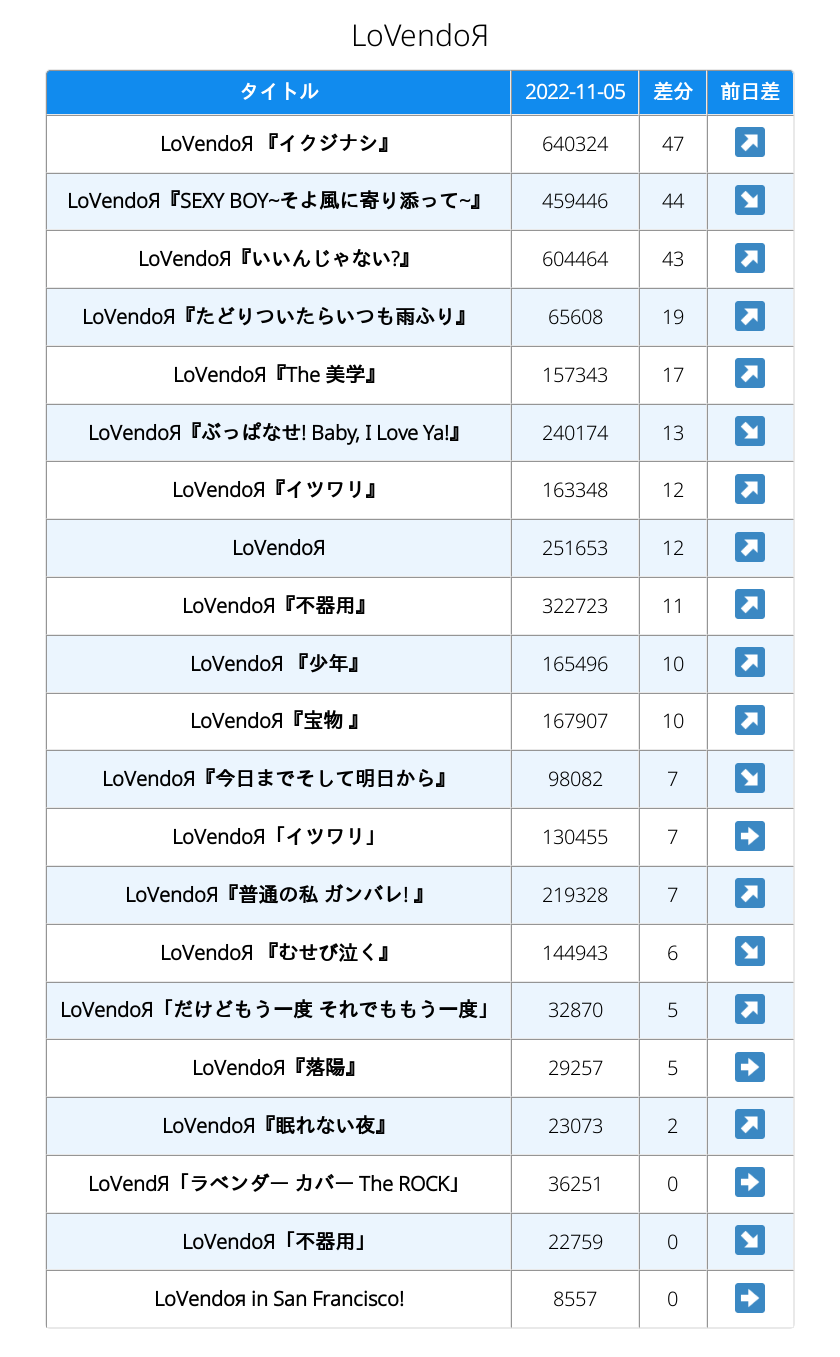 LoVendoЯ
タイトル 2022-11-05 差分 前日差
LoVendoЯ 『イクジナシ』 640324 47 ↗
LoVendoЯ『SEXY BOY~そよ風に寄り添って~』 459446 44 ↘
LoVendoЯ『いいんじゃない?』 604464 43 ↗
LoVendoЯ『たどりついたらいつも雨ふり』 65608 19 ↗
LoVendoЯ『The 美学』 157343 17 ↗
LoVendoЯ『ぶっぱなせ! Baby, I Love Ya!』 240174 13 ↘
LoVendoЯ『イツワリ』 163348 12 ↗
LoVendoЯ 251653 12 ↗
LoVendoЯ『不器用』 322723 11 ↗
LoVendoЯ 『少年』 165496 10 ↗
LoVendoЯ『宝物 』 167907 10 ↗
LoVendoЯ『今日までそして明日から』 98082 7 ↘
LoVendoЯ「イツワリ」 130455 7 ➡
LoVendoЯ『普通の私 ガンバレ! 』 219328 7 ↗
LoVendoЯ 『むせび泣く』 144943 6 ↘
LoVendoЯ「だけどもう一度 それでももう一度」 32870 5 ↗
LoVendoЯ『落陽』 29257 5 ➡
LoVendoЯ『眠れない夜』 23073 2 ↗
LoVendЯ「ラベンダー カバー The ROCK」 36251 0 ➡
LoVendoЯ「不器用」 22759 0 ↘
LoVendoя in San Francisco! 8557 0 ➡